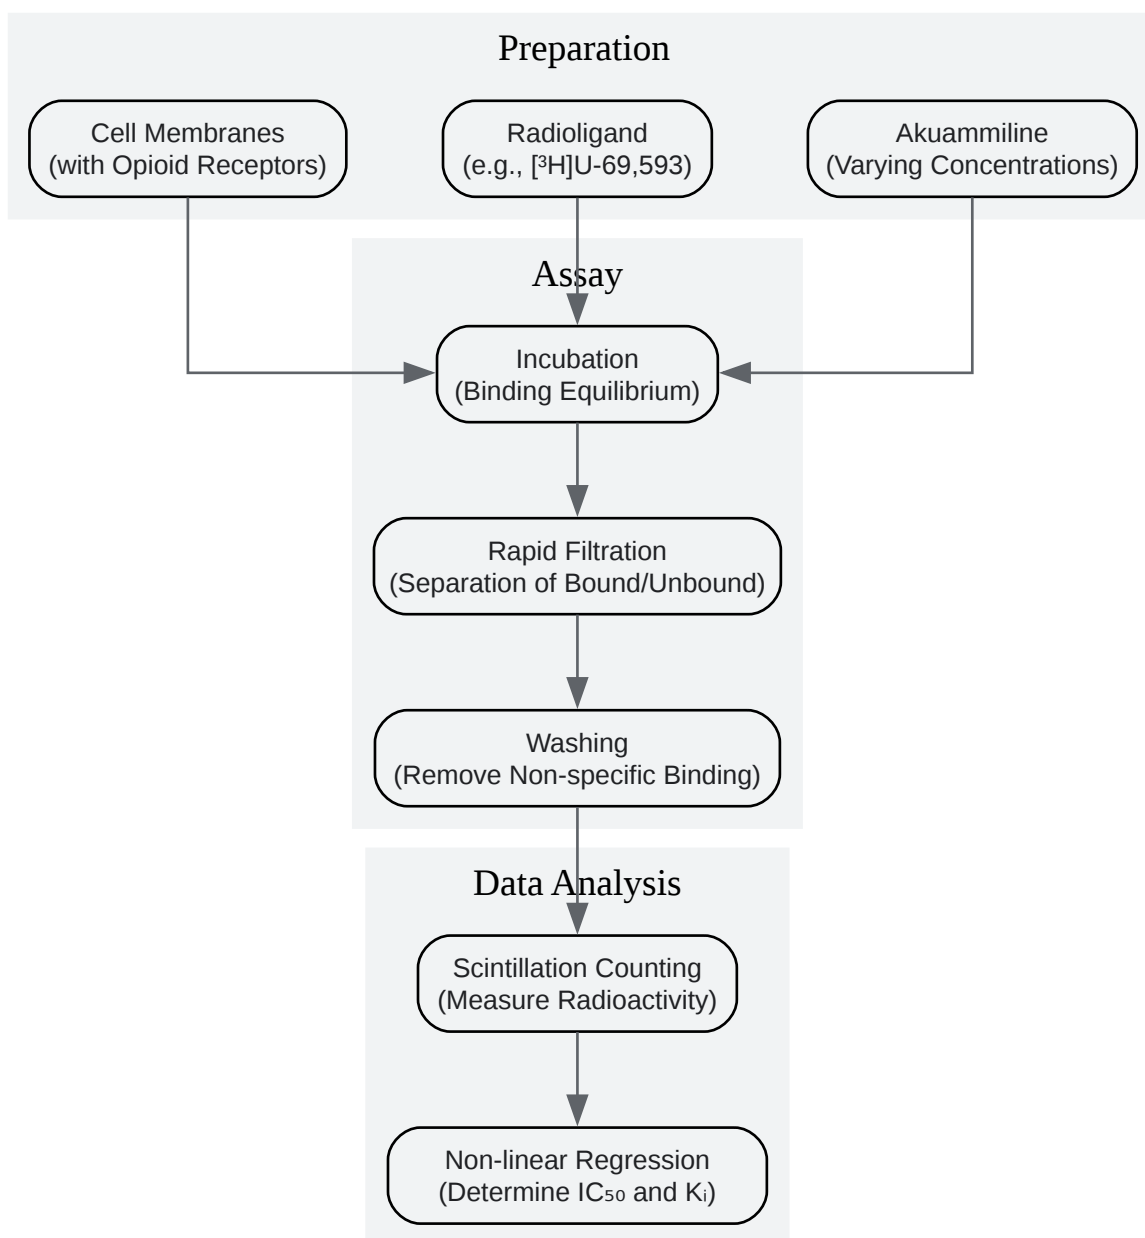 Preparation
Cell Membranes
(with Opioid Receptors)
Radioligand
(e.g., [³H]U-69,593)
Akuammiline
(Varying Concentrations)
Assay
Incubation
(Binding Equilibrium)
Rapid Filtration
(Separation of Bound/Unbound)
Washing
(Remove Non-specific Binding)
Data Analysis
Scintillation Counting
(Measure Radioactivity)
Non-linear Regression
(Determine IC₅₀ and Kᵢ)